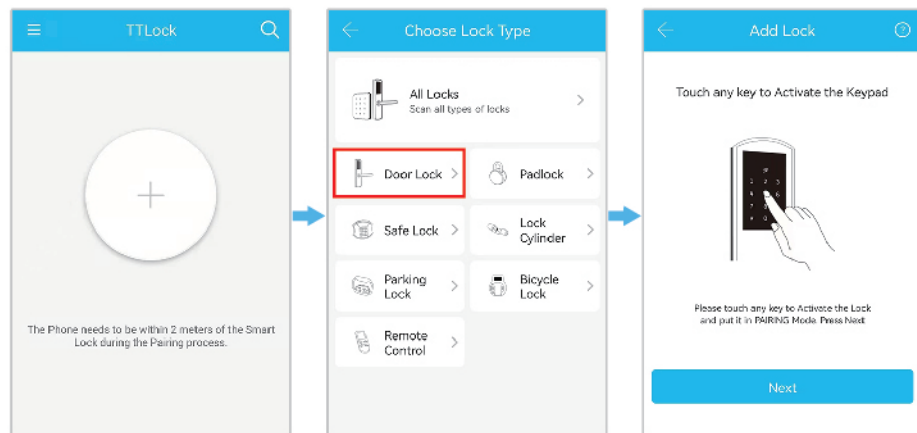 TTLock
The Phone needs to be within 2 meters of the Smart
Lock during the Pairing process.
Choose Lock Type
All Locks
Scan all types of locks
Door Lock
Padlock
Safe Lock
Lock
Cylinder
Parking
Lock
Bicycle
Lock
Remote
Control
Add Lock
Touch any key to Activate the Keypad
Please touch any key to Activate the Lock
and put it in PAIRING Mode. Press Next
Next